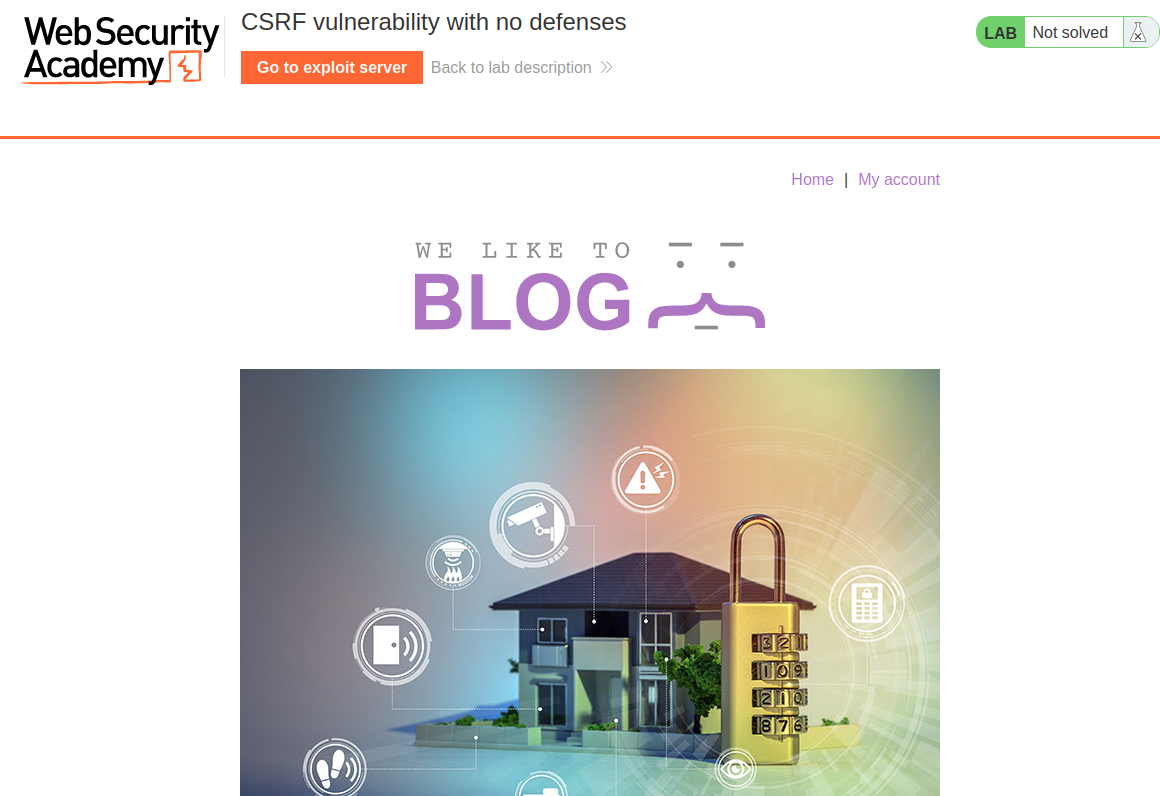 Web Security
Academy
CSRF vulnerability with no defenses
Go to exploit server
Back to lab description
LAB
Not solved
Home | My account
WE LIKE TO
BLOG
3 2 1
1 0 9
2 1 0
8 7 6